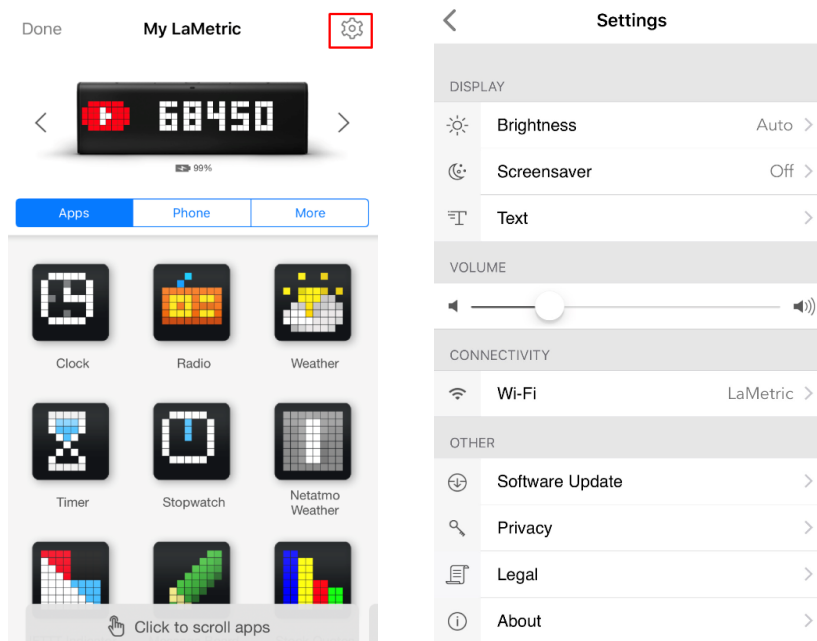 Done
My LaMetric
68450
99%
Apps
Phone
More
Clock
Radio
Weather
Timer
Stopwatch
Netatmo
Weather
Click to scroll apps
Settings
DISPLAY
Brightness
Auto
Screensaver
Off
Text
VOLUME
CONNECTIVITY
Wi-Fi
LaMetric
OTHER
Software Update
Privacy
Legal
About